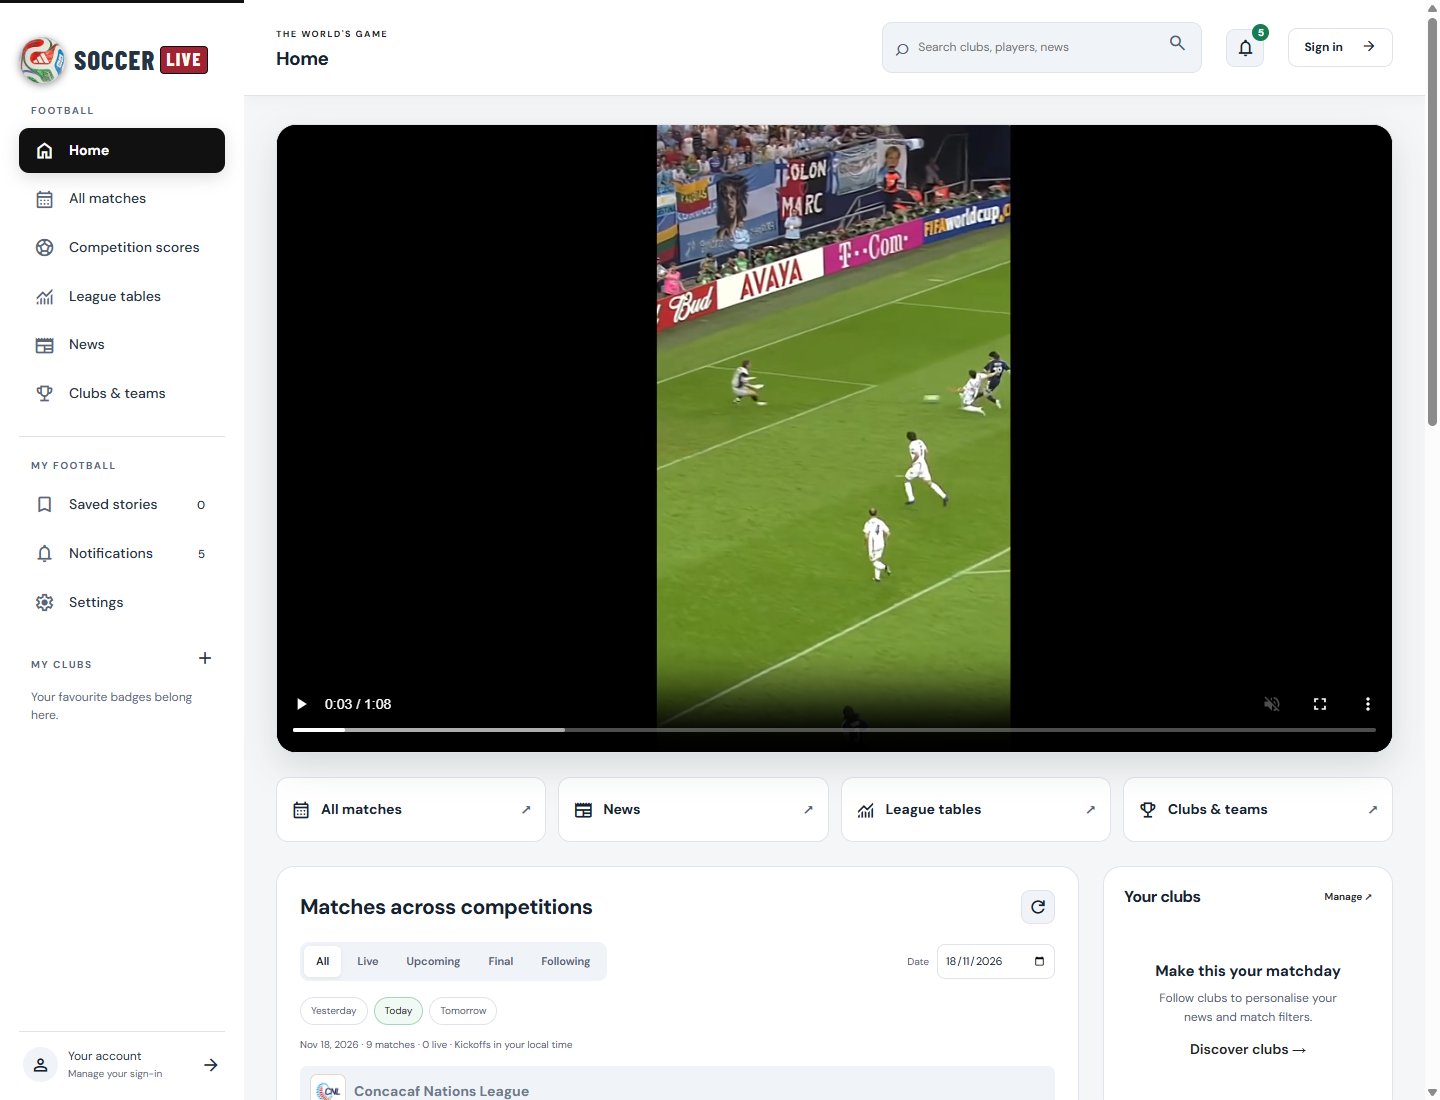 SOCCER LIVE
FOOTBALL
Home
All matches
Competition scores
League tables
News
Clubs & teams
MY FOOTBALL
Saved stories 0
Notifications 5
Settings
MY CLUBS
Your favourite badges belong
here.
Your account
Manage your sign-in
THE WORLD'S GAME
Home
Search clubs, players, news
5
Sign in
COLON
MARC
FIFAworldcup.c
T··Com·
AVAYA
Bud
4
0:03 / 1:08
All matches
News
League tables
Clubs & teams
Matches across competitions
All Live Upcoming Final Following
Date 18/11/2026
Yesterday Today Tomorrow
Nov 18, 2026 · 9 matches · 0 live · Kickoffs in your local time
CNL Concacaf Nations League
Your clubs
Manage ↗
Make this your matchday
Follow clubs to personalise your
news and match filters.
Discover clubs →